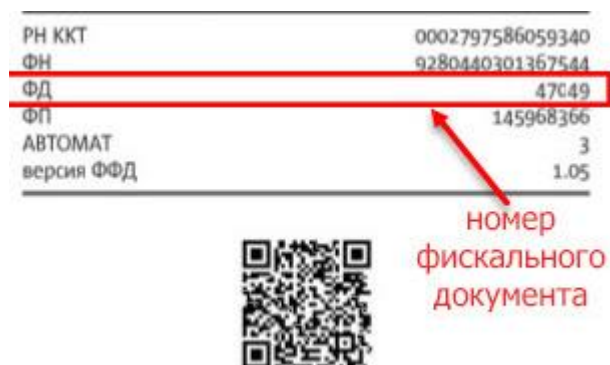 РН ККТ 0002797586059340
ФН 9280440301367544
ФД 47049
ФП 145968366
АВТОМАТ 3
версия ФФД 1.05
номер
фискального
документа